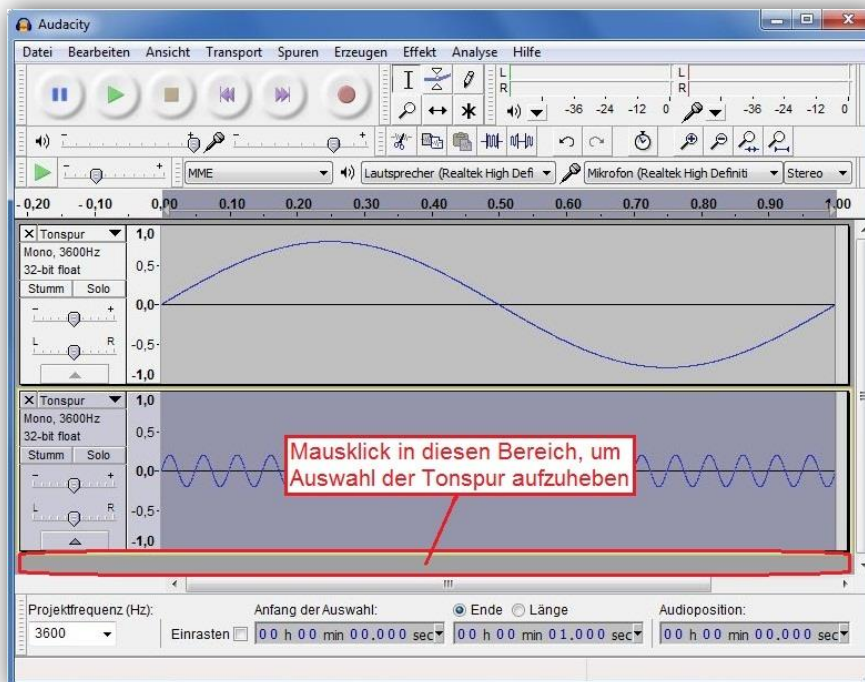 Audacity
Datei Bearbeiten Ansicht Transport Spuren Erzeugen Effekt Analyse Hilfe
L
R
-36 -24 -12 0
L
R
-36 -24 -12 0
MME
Lautsprecher (Realtek High Defi
Mikrofon (Realtek High Definiti
Stereo
- 0,20 - 0,10 0,00 0.10 0.20 0.30 0.40 0.50 0.60 0.70 0.80 0.90 1.00
X Tonspur
Mono, 3600Hz
32-bit float
Stumm Solo
- +
L R
1,0
0,5-
0,0-
-0,5-
-1,0
X Tonspur
Mono, 3600Hz
32-bit float
Stumm Solo
- +
L R
1,0
0,5-
0,0-
-0,5-
-1,0
Mausklick in diesen Bereich, um
Auswahl der Tonspur aufzuheben
Projektfrequenz (Hz):
3600
Einrasten
Anfang der Auswahl:
00 h 00 min 00.000 sec
Ende Länge
00 h 00 min 01.000 sec
Audioposition:
00 h 00 min 00.000 sec